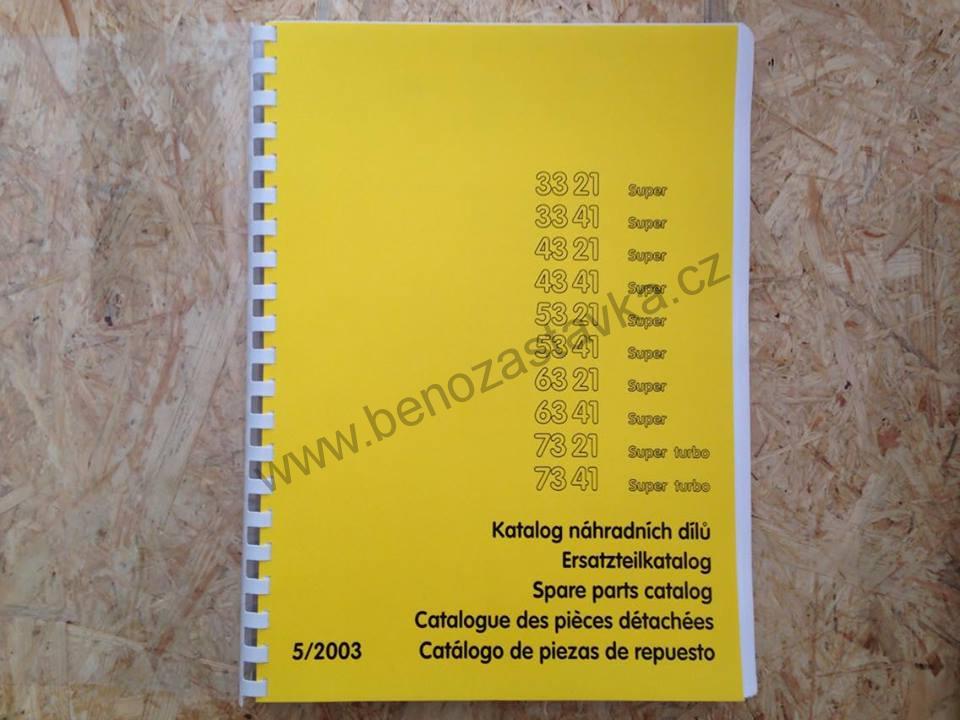 33 21 Super
33 41 Super
43 21 Super
43 41 Super
53 21 Super
53 41 Super
63 21 Super
63 41 Super
73 21 Super turbo
73 41 Super turbo
Katalog náhradních dílů
Ersatzteilkatalog
Spare parts catalog
Catalogue des pièces détachées
5/2003 Catálogo de piezas de repuesto
www.benozastavka.cz